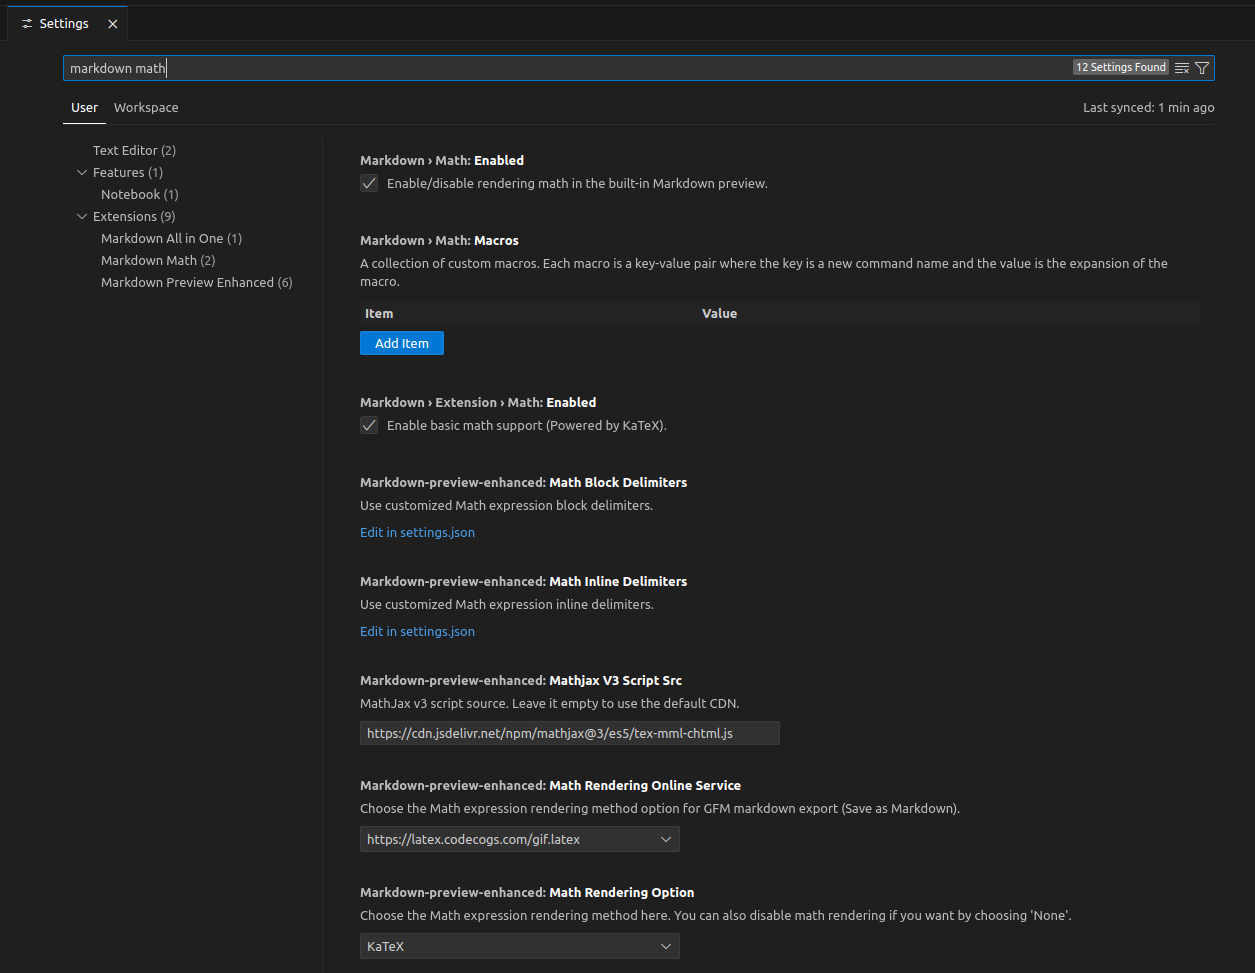 Settings
markdown math
12 Settings Found
User
Workspace
Last synced: 1 min ago
Text Editor (2)
Features (1)
Notebook (1)
Extensions (9)
Markdown All in One (1)
Markdown Math (2)
Markdown Preview Enhanced (6)
Markdown › Math: Enabled
Enable/disable rendering math in the built-in Markdown preview.
Markdown › Math: Macros
A collection of custom macros. Each macro is a key-value pair where the key is a new command name and the value is the expansion of the
macro.
Item
Value
Add Item
Markdown › Extension › Math: Enabled
Enable basic math support (Powered by KaTeX).
Markdown-preview-enhanced: Math Block Delimiters
Use customized Math expression block delimiters.
Edit in settings.json
Markdown-preview-enhanced: Math Inline Delimiters
Use customized Math expression inline delimiters.
Edit in settings.json
Markdown-preview-enhanced: Mathjax V3 Script Src
MathJax v3 script source. Leave it empty to use the default CDN.
https://cdn.jsdelivr.net/npm/mathjax@3/es5/tex-mml-chtml.js
Markdown-preview-enhanced: Math Rendering Online Service
Choose the Math expression rendering method option for GFM markdown export (Save as Markdown).
https://latex.codecogs.com/gif.latex
Markdown-preview-enhanced: Math Rendering Option
Choose the Math expression rendering method here. You can also disable math rendering if you want by choosing 'None'.
KaTeX